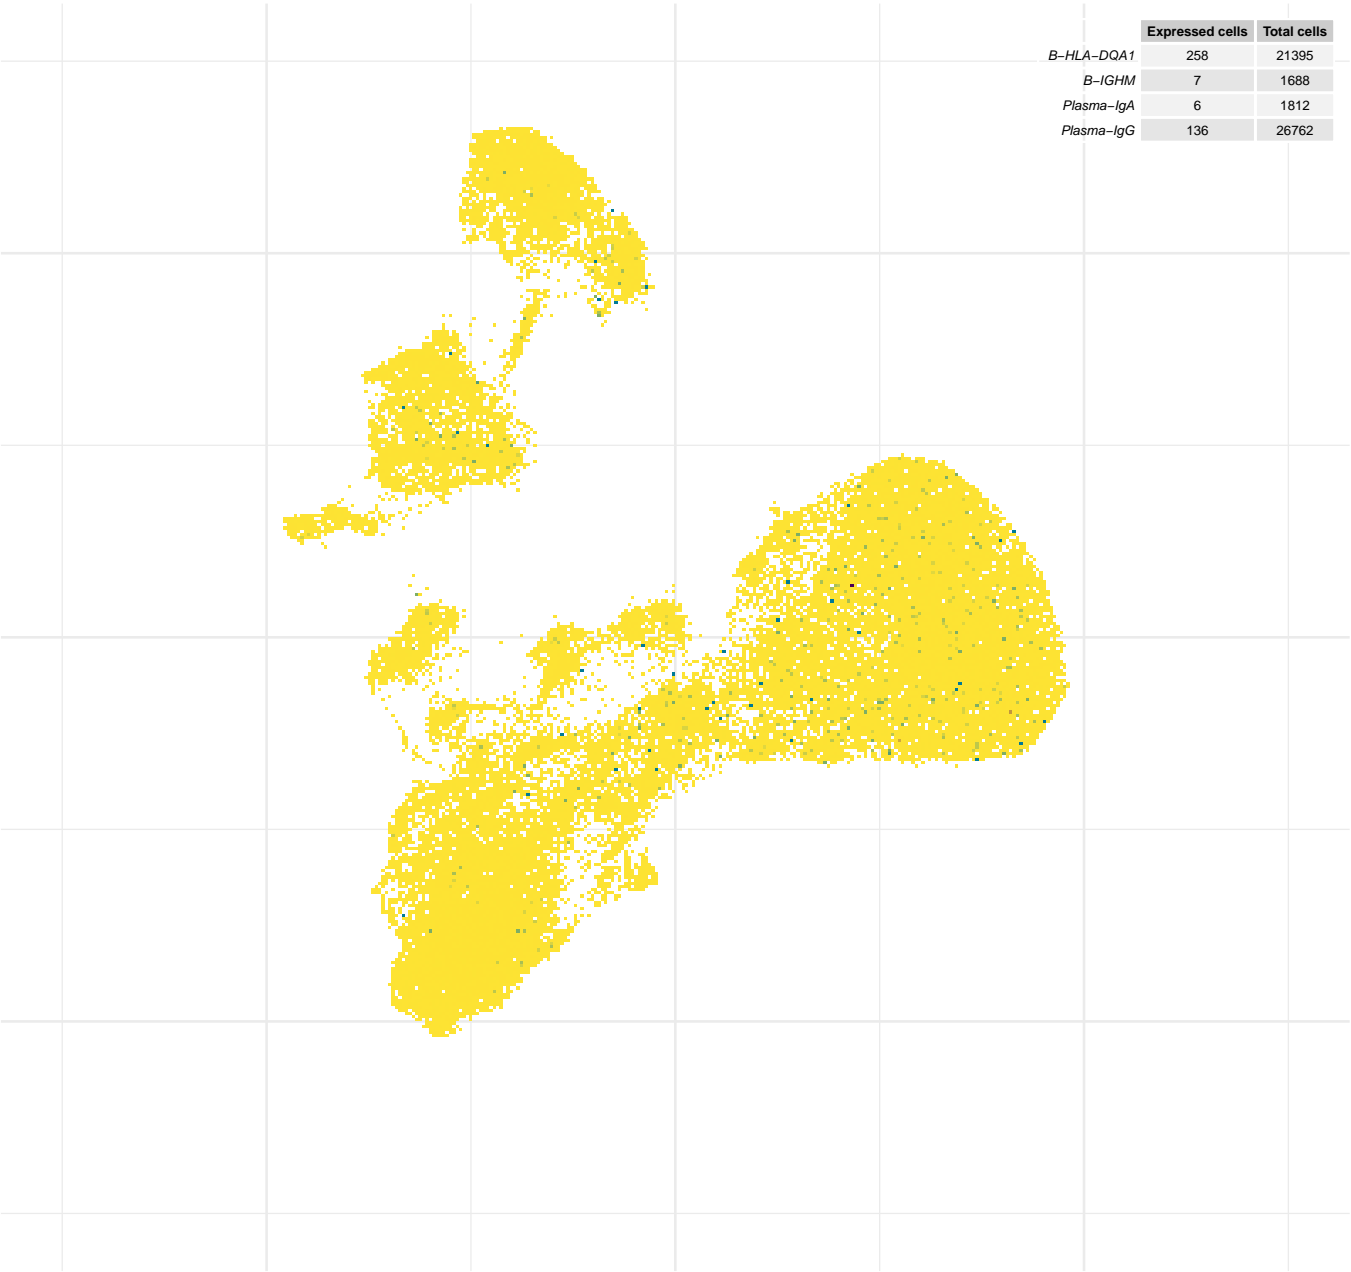 Expressed cells Total cells
B−HLA−DQA1 258 21395
B−IGHM 7 1688
Plasma−IgA 6 1812
Plasma−IgG 136 26762